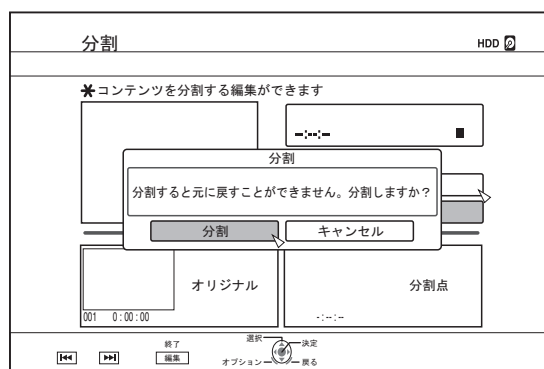 分割
HDD
コンテンツを分割する編集ができます
-:--:--
分割
分割すると元に戻すことができません。分割しますか？
分割
キャンセル
オリジナル
001 0:00:00
分割点
-:--:--
終了
編集
選択
決定
オプション
戻る